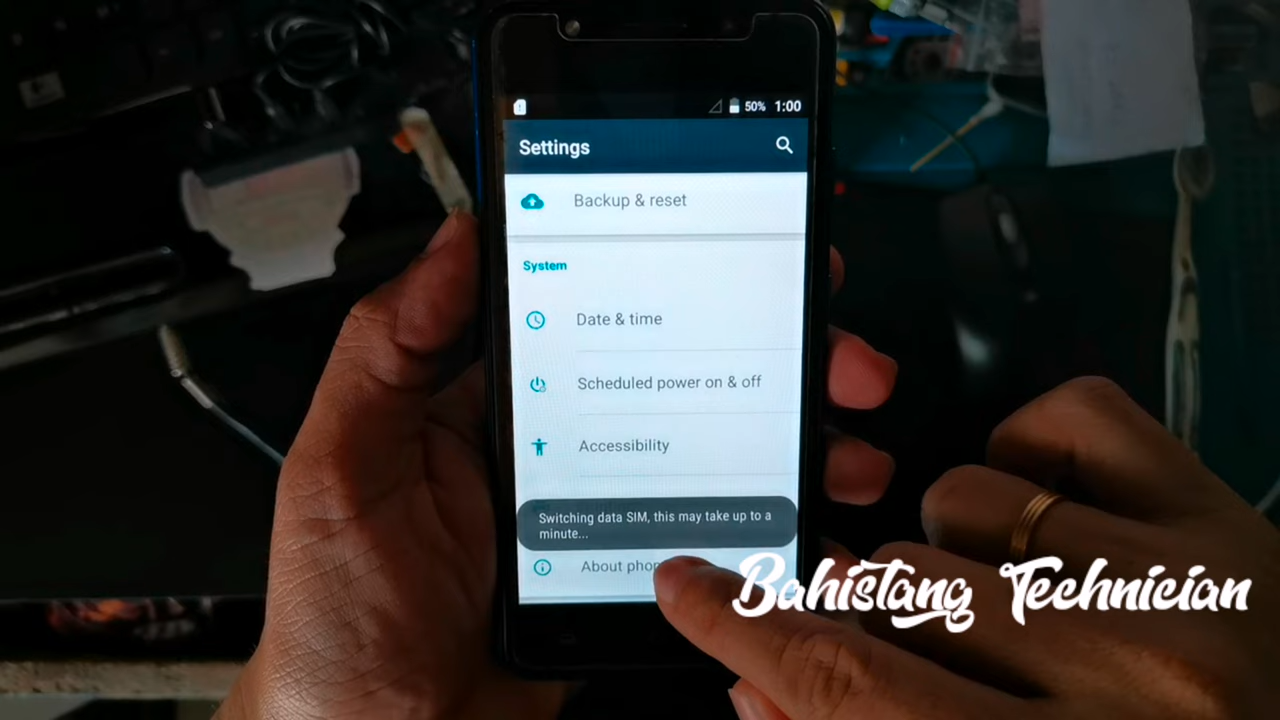 50% 1:00
Settings
Backup & reset
System
Date & time
Scheduled power on & off
Accessibility
Switching data SIM, this may take up to a
minute...
About
Bahistang Technician